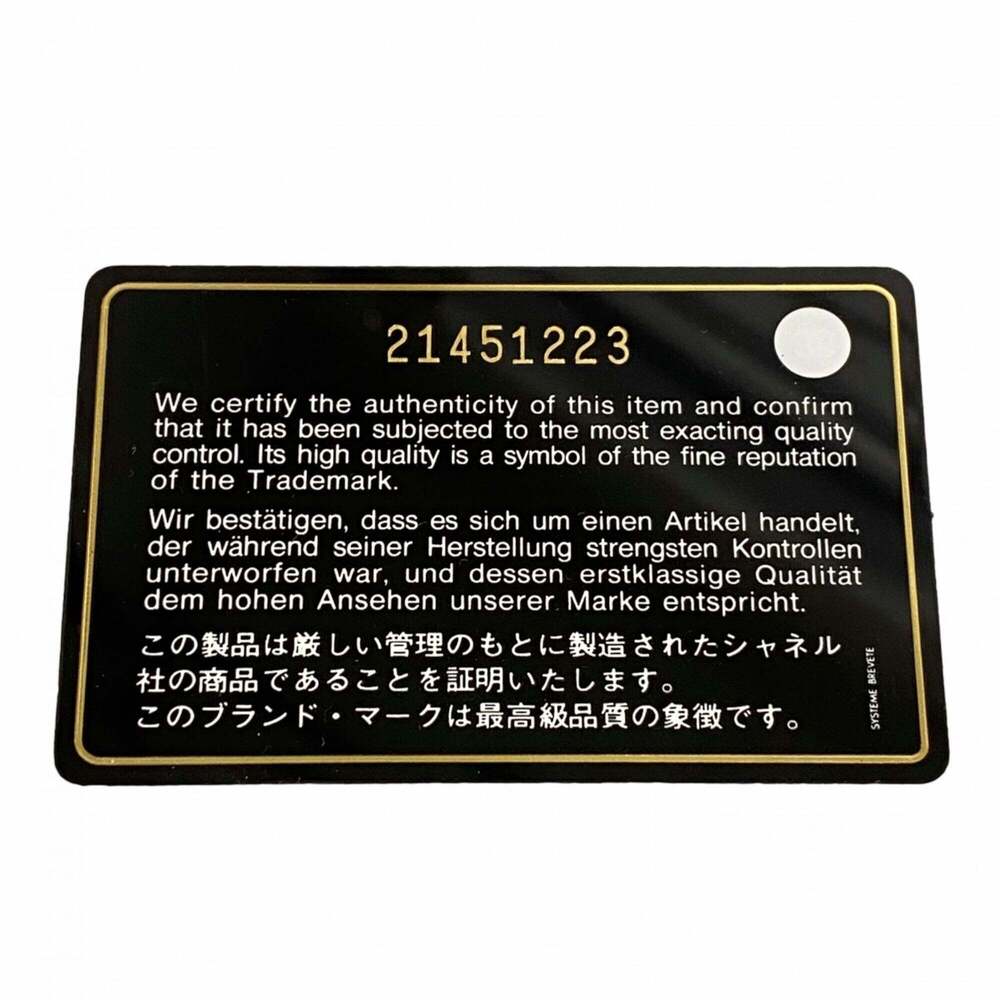 21451223
We certify the authenticity of this item and confirm
that it has been subjected to the most exacting quality
control. Its high quality is a symbol of the fine reputation
of the Trademark.
Wir bestätigen, dass es sich um einen Artikel handelt,
der während seiner Herstellung strengsten Kontrollen
unterworfen war, und dessen erstklassige Qualität
dem hohen Ansehen unserer Marke entspricht.
この製品は厳しい管理のもとに製造されたシャネル
社の商品であることを証明いたします。
このブランド・マークは最高級品質の象徴です。
SYSTEME BREVETE